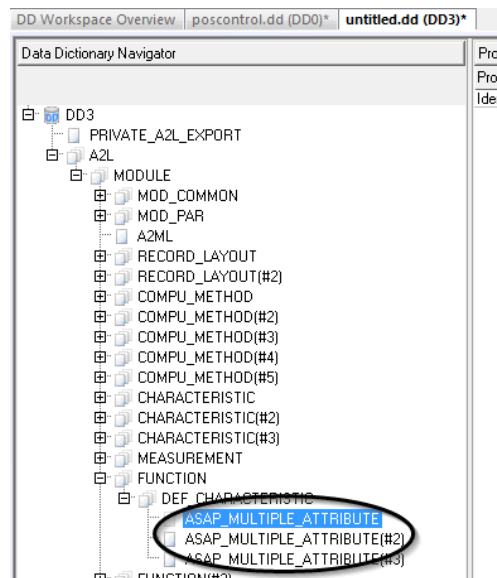 DD Workspace Overview poscontrol.dd (DD0)* untitled.dd (DD3)*
Data Dictionary Navigator
Pro
Pro
Ide
DD3
PRIVATE_A2L_EXPORT
A2L
MODULE
MOD_COMMON
MOD_PAR
A2ML
RECORD_LAYOUT
RECORD_LAYOUT(#2)
COMPU_METHOD
COMPU_METHOD(#2)
COMPU_METHOD(#3)
COMPU_METHOD(#4)
COMPU_METHOD(#5)
CHARACTERISTIC
CHARACTERISTIC(#2)
CHARACTERISTIC(#3)
MEASUREMENT
FUNCTION
DEF_CHARACTERISTIC
ASAP_MULTIPLE_ATTRIBUTE
ASAP_MULTIPLE_ATTRIBUTE(#2)
ASAP_MULTIPLE_ATTRIBUTE(#3)
FUNCTION(#2)